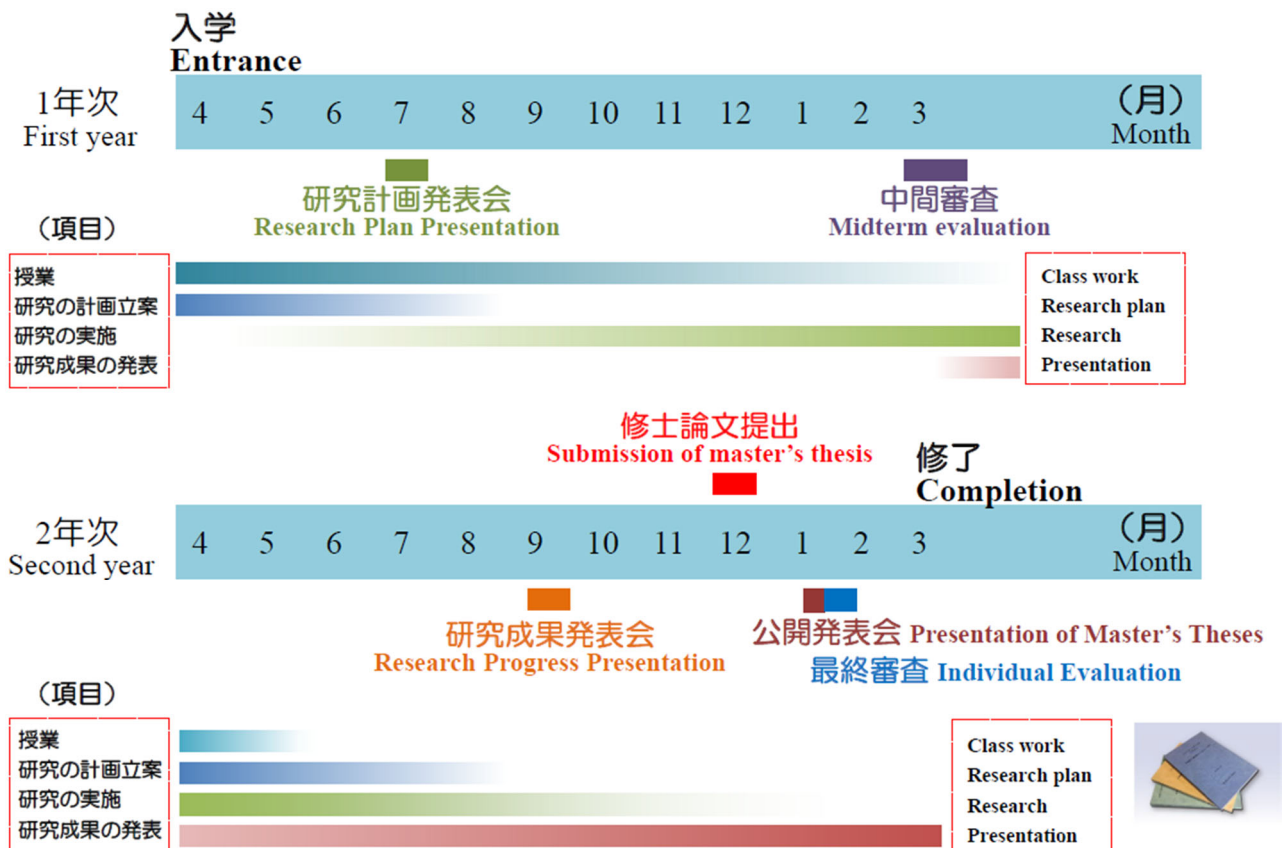 入学
Entrance
1年次
First year
4 5 6 7 8 9 10 11 12 1 2 3
（月）
Month
研究計画発表会
Research Plan Presentation
中間審査
Midterm evaluation
（項目）
授業
研究の計画立案
研究の実施
研究成果の発表
Class work
Research plan
Research
Presentation
修士論文提出
Submission of master's thesis
修了
Completion
2年次
Second year
4 5 6 7 8 9 10 11 12 1 2 3
（月）
Month
研究成果発表会
Research Progress Presentation
公開発表会 Presentation of Master's Theses
最終審査 Individual Evaluation
（項目）
授業
研究の計画立案
研究の実施
研究成果の発表
Class work
Research plan
Research
Presentation